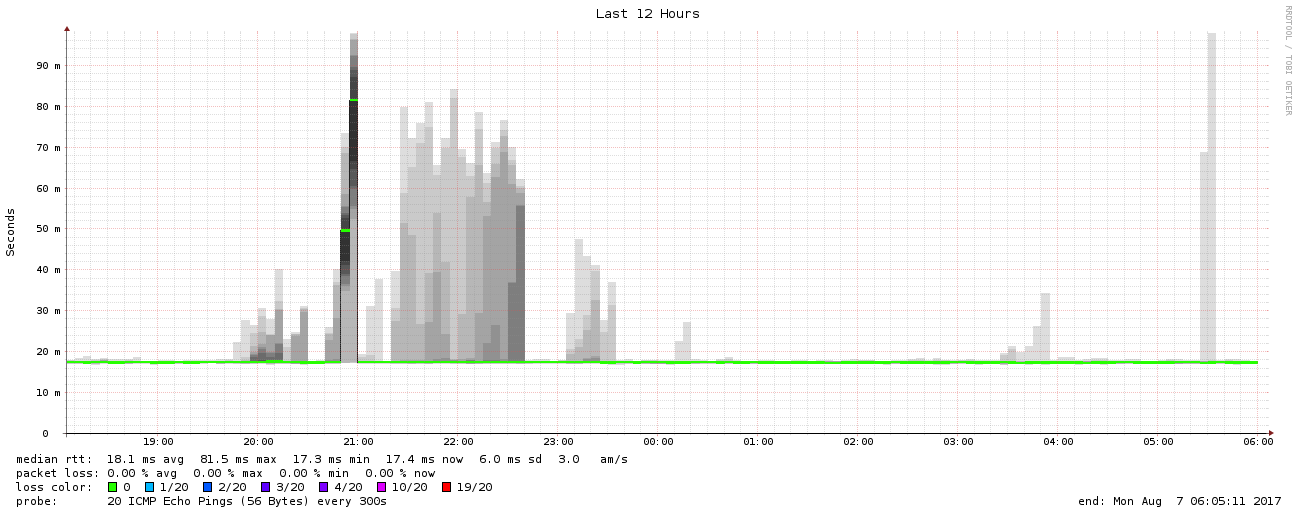 Last 12 Hours
RRDTOOL / TOBI OETIKER
Seconds
90 m
80 m
70 m
60 m
50 m
40 m
30 m
20 m
10 m
0
19:00 20:00 21:00 22:00 23:00 00:00 01:00 02:00 03:00 04:00 05:00 06:00
median rtt: 18.1 ms avg 81.5 ms max 17.3 ms min 17.4 ms now 6.0 ms sd 3.0 am/s
packet loss: 0.00 % avg 0.00 % max 0.00 % min 0.00 % now
loss color: 0 1/20 2/20 3/20 4/20 10/20 19/20
probe: 20 ICMP Echo Pings (56 Bytes) every 300s end: Mon Aug 7 06:05:11 2017